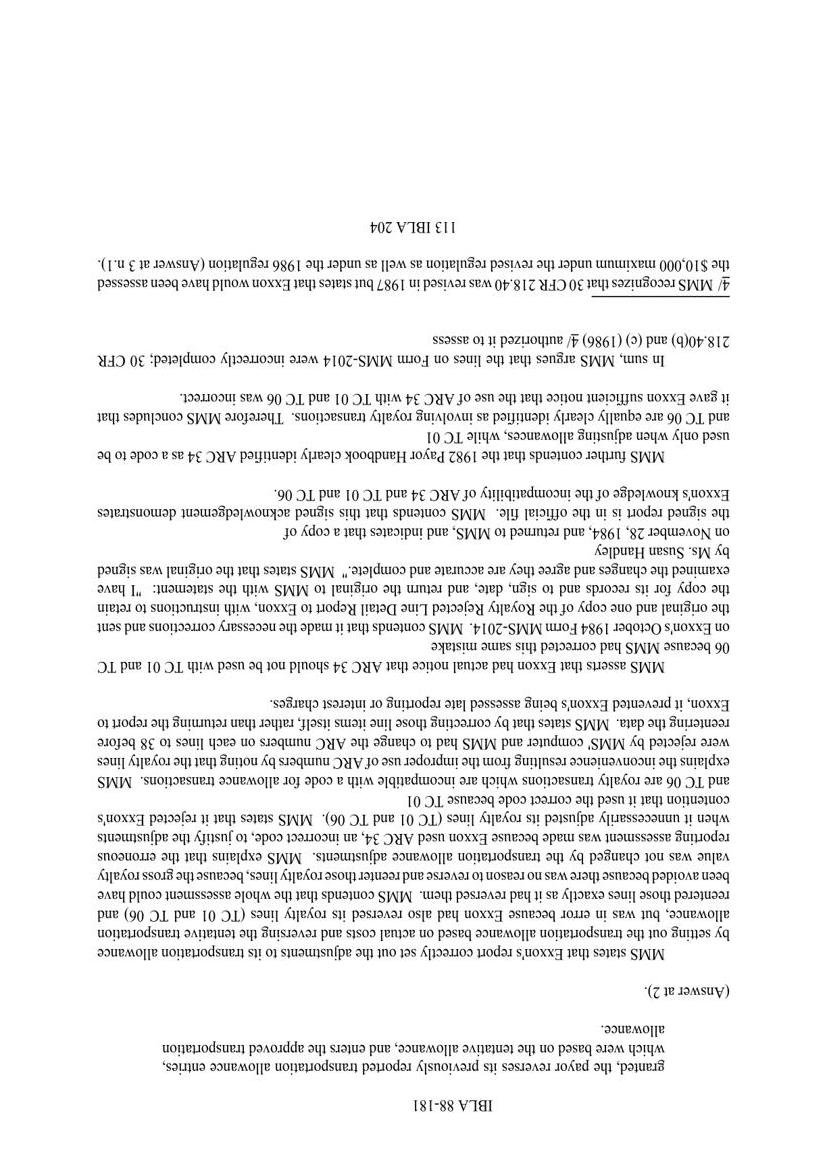 IBLA 88-181
granted, the payor reverses its previously reported transportation allowance entries,
which were based on the tentative allowance, and enters the approved transportation
allowance.
(Answer at 2).
MMS states that Exxon's report correctly set out the adjustments to its transportation allowance
by setting out the transportation allowance based on actual costs and reversing the tentative transportation
allowance, but was in error because Exxon had also reversed its royalty lines (TC 01 and TC 06) and
reentered those lines exactly as it had reversed them. MMS contends that the whole assessment could have
been avoided because there was no reason to reverse and reenter those royalty lines, because the gross royalty
value was not changed by the transportation allowance adjustments. MMS explains that the erroneous
reporting assessment was made because Exxon used ARC 34, an incorrect code, to justify the adjustments
when it unnecessarily adjusted its royalty lines (TC 01 and TC 06). MMS states that it rejected Exxon's
contention that it used the correct code because TC 01
and TC 06 are royalty transactions which are incompatible with a code for allowance transactions. MMS
explains the inconvenience resulting from the improper use of ARC numbers by noting that the royalty lines
were rejected by MMS' computer and MMS had to change the ARC numbers on each lines to 38 before
reentering the data. MMS states that by correcting those line items itself, rather than returning the report to
Exxon, it prevented Exxon's being assessed late reporting or interest charges.
MMS asserts that Exxon had actual notice that ARC 34 should not be used with TC 01 and TC
06 because MMS had corrected this same mistake
on Exxon's October 1984 Form MMS-2014. MMS contends that it made the necessary corrections and sent
the original and one copy of the Royalty Rejected Line Detail Report to Exxon, with instructions to retain
the copy for its records and to sign, date, and return the original to MMS with the statement: "I have
examined the changes and agree they are accurate and complete." MMS states that the original was signed
by Ms. Susan Handley
on November 28, 1984, and returned to MMS, and indicates that a copy of
the signed report is in the official file. MMS contends that this signed acknowledgement demonstrates
Exxon's knowledge of the incompatibility of ARC 34 and TC 01 and TC 06.
MMS further contends that the 1982 Payor Handbook clearly identified ARC 34 as a code to be
used only when adjusting allowances, while TC 01
and TC 06 are equally clearly identified as involving royalty transactions. Therefore MMS concludes that
it gave Exxon sufficient notice that the use of ARC 34 with TC 01 and TC 06 was incorrect.
In sum, MMS argues that the lines on Form MMS-2014 were incorrectly completed; 30 CFR
218.40(b) and (c) (1986) 4/ authorized it to assess
4/ MMS recognizes that 30 CFR 218.40 was revised in 1987 but states that Exxon would have been assessed
the $10,000 maximum under the revised regulation as well as under the 1986 regulation (Answer at 3 n.1).
113 IBLA 204